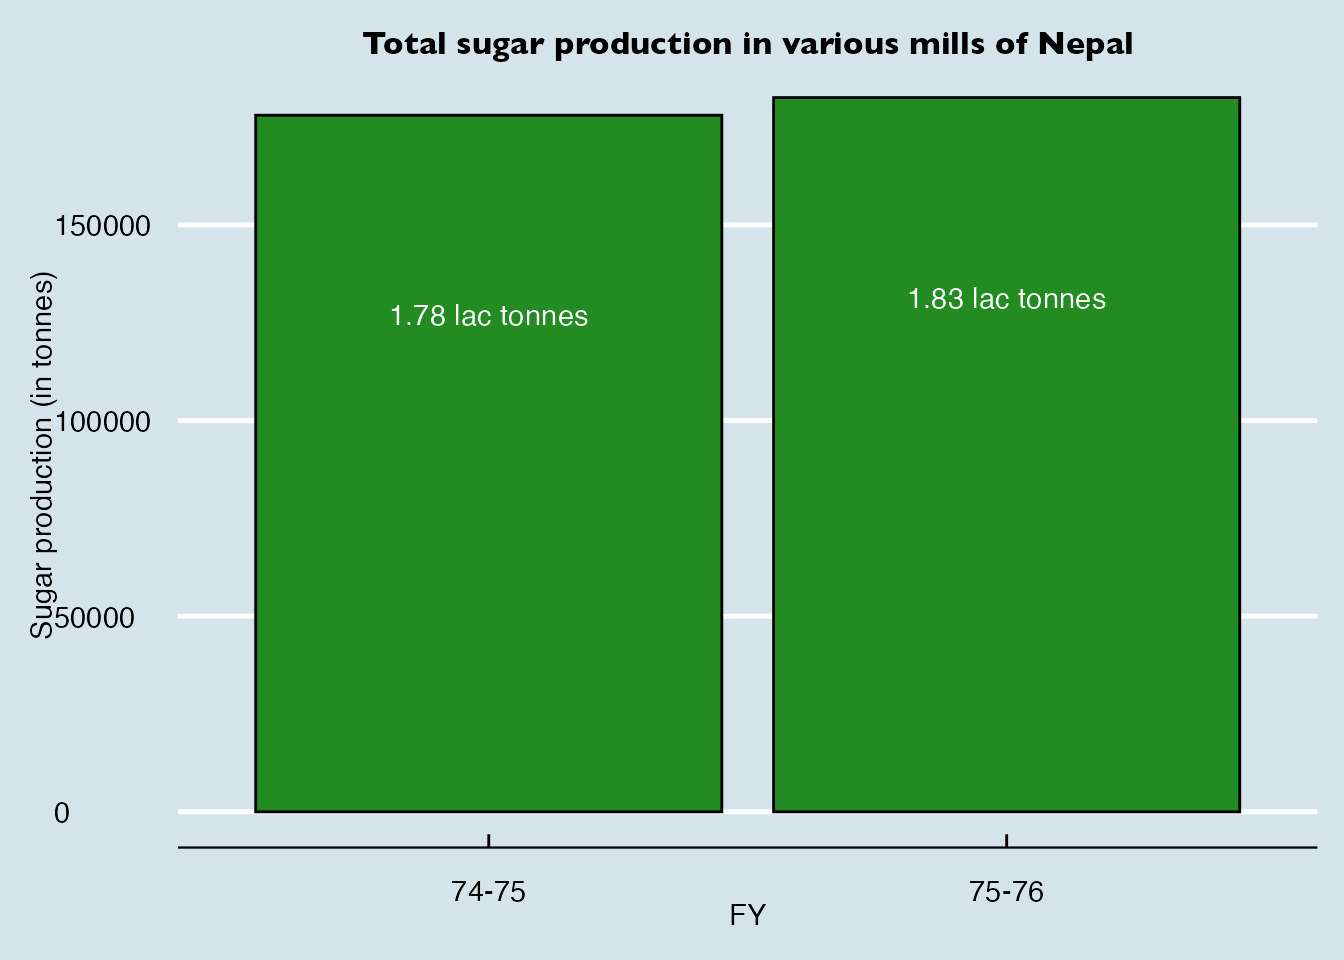 Total sugar production in various mills of Nepal
Sugar production (in tonnes)
150000
100000
50000
0
1.78 lac tonnes
1.83 lac tonnes
74-75
75-76
FY